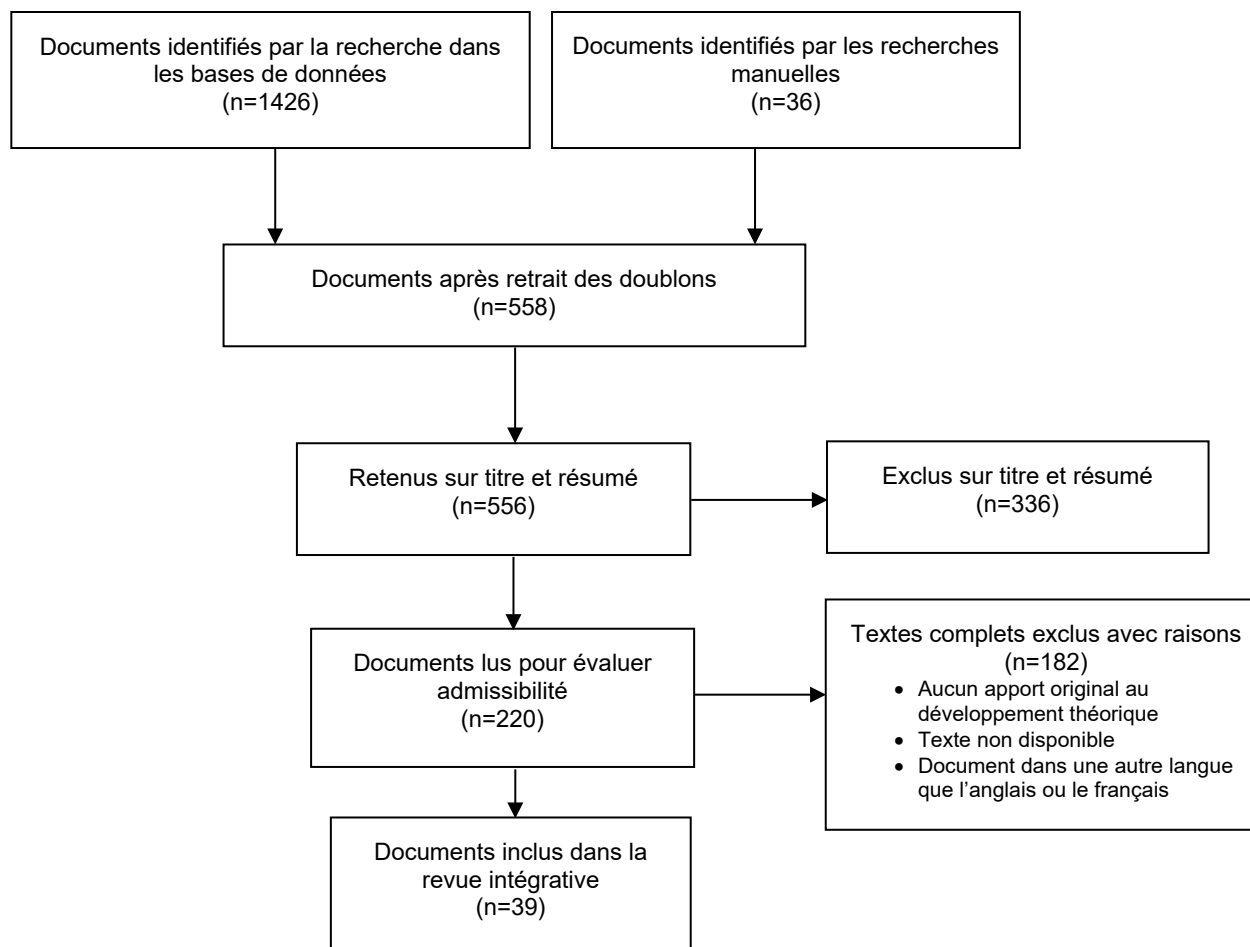 Documents identifiés par la recherche dans
les bases de données
(n=1426)
Documents identifiés par les recherches
manuelles
(n=36)
Documents après retrait des doublons
(n=558)
Retenus sur titre et résumé
(n=556)
Exclus sur titre et résumé
(n=336)
Documents lus pour évaluer
admissibilité
(n=220)
Textes complets exclus avec raisons
(n=182)
• Aucun apport original au
développement théorique
• Texte non disponible
• Document dans une autre langue
que l’anglais ou le français
Documents inclus dans la
revue intégrative
(n=39)